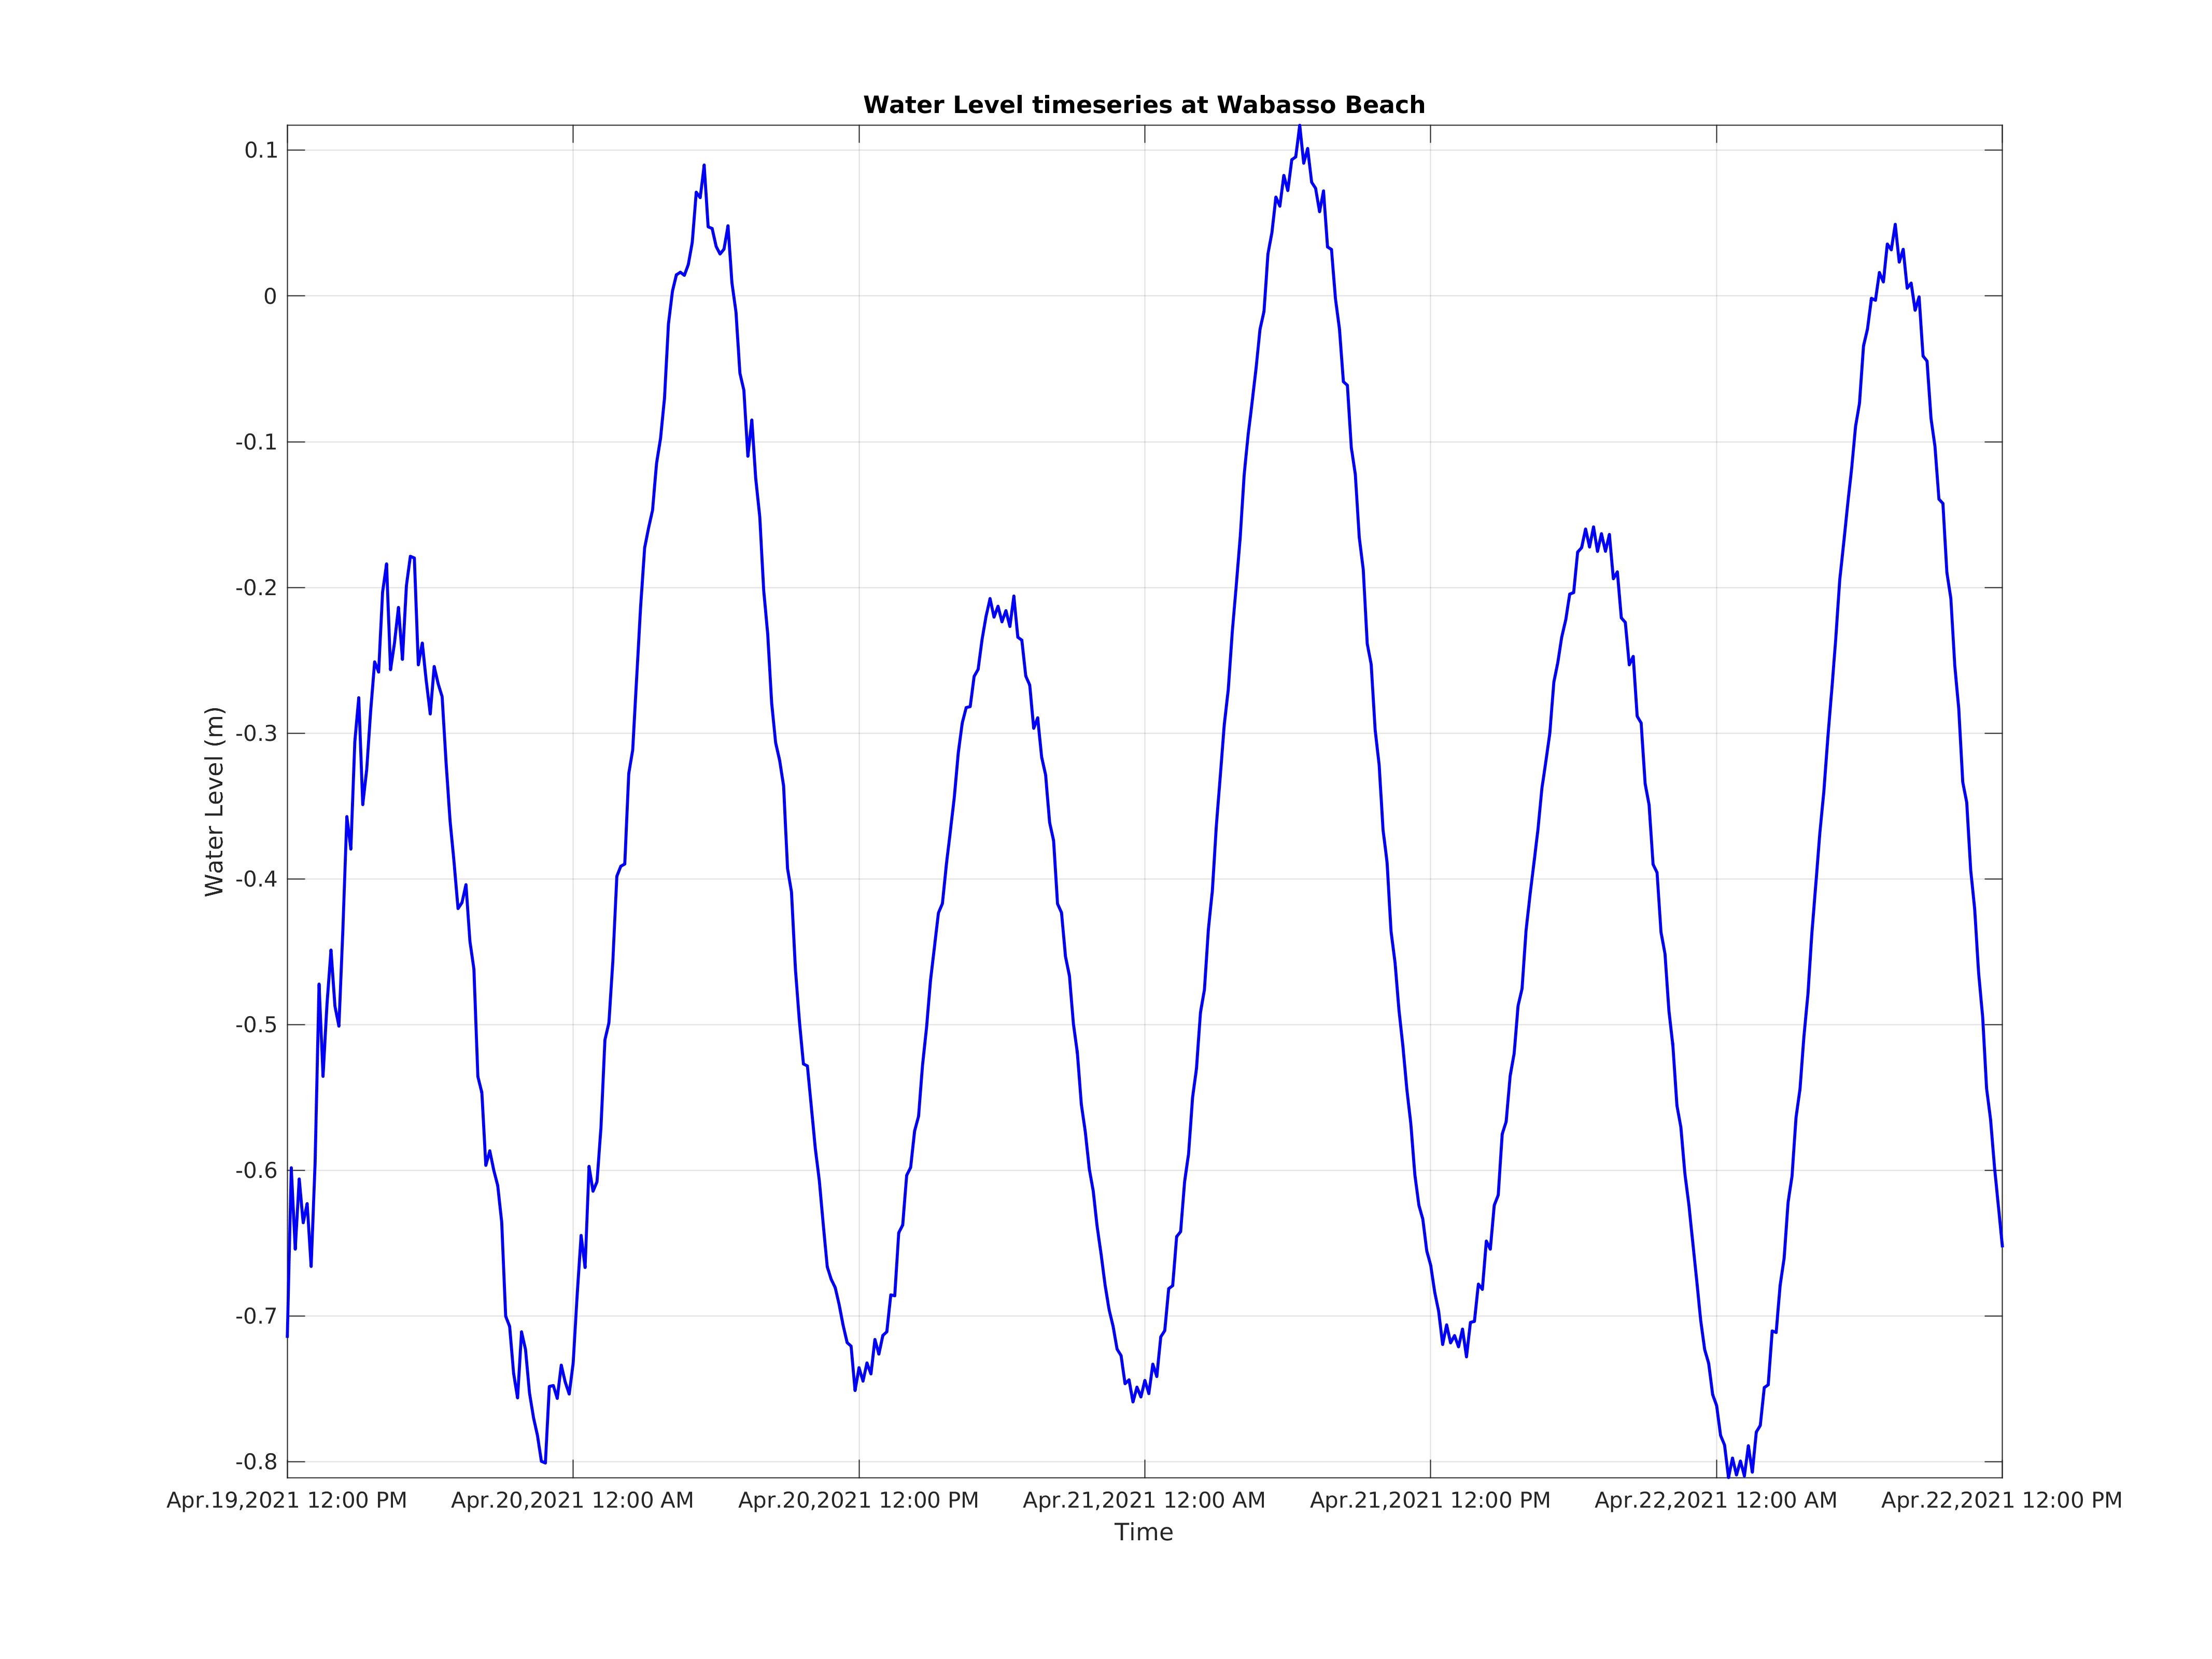 Water Level timeseries at Wabasso Beach
0.1
0
-0.1
-0.2
-0.3
-0.4
-0.5
-0.6
-0.7
-0.8
Water Level (m)
Apr.19,2021 12:00 PM Apr.20,2021 12:00 AM Apr.20,2021 12:00 PM Apr.21,2021 12:00 AM Apr.21,2021 12:00 PM Apr.22,2021 12:00 AM Apr.22,2021 12:00 PM
Time